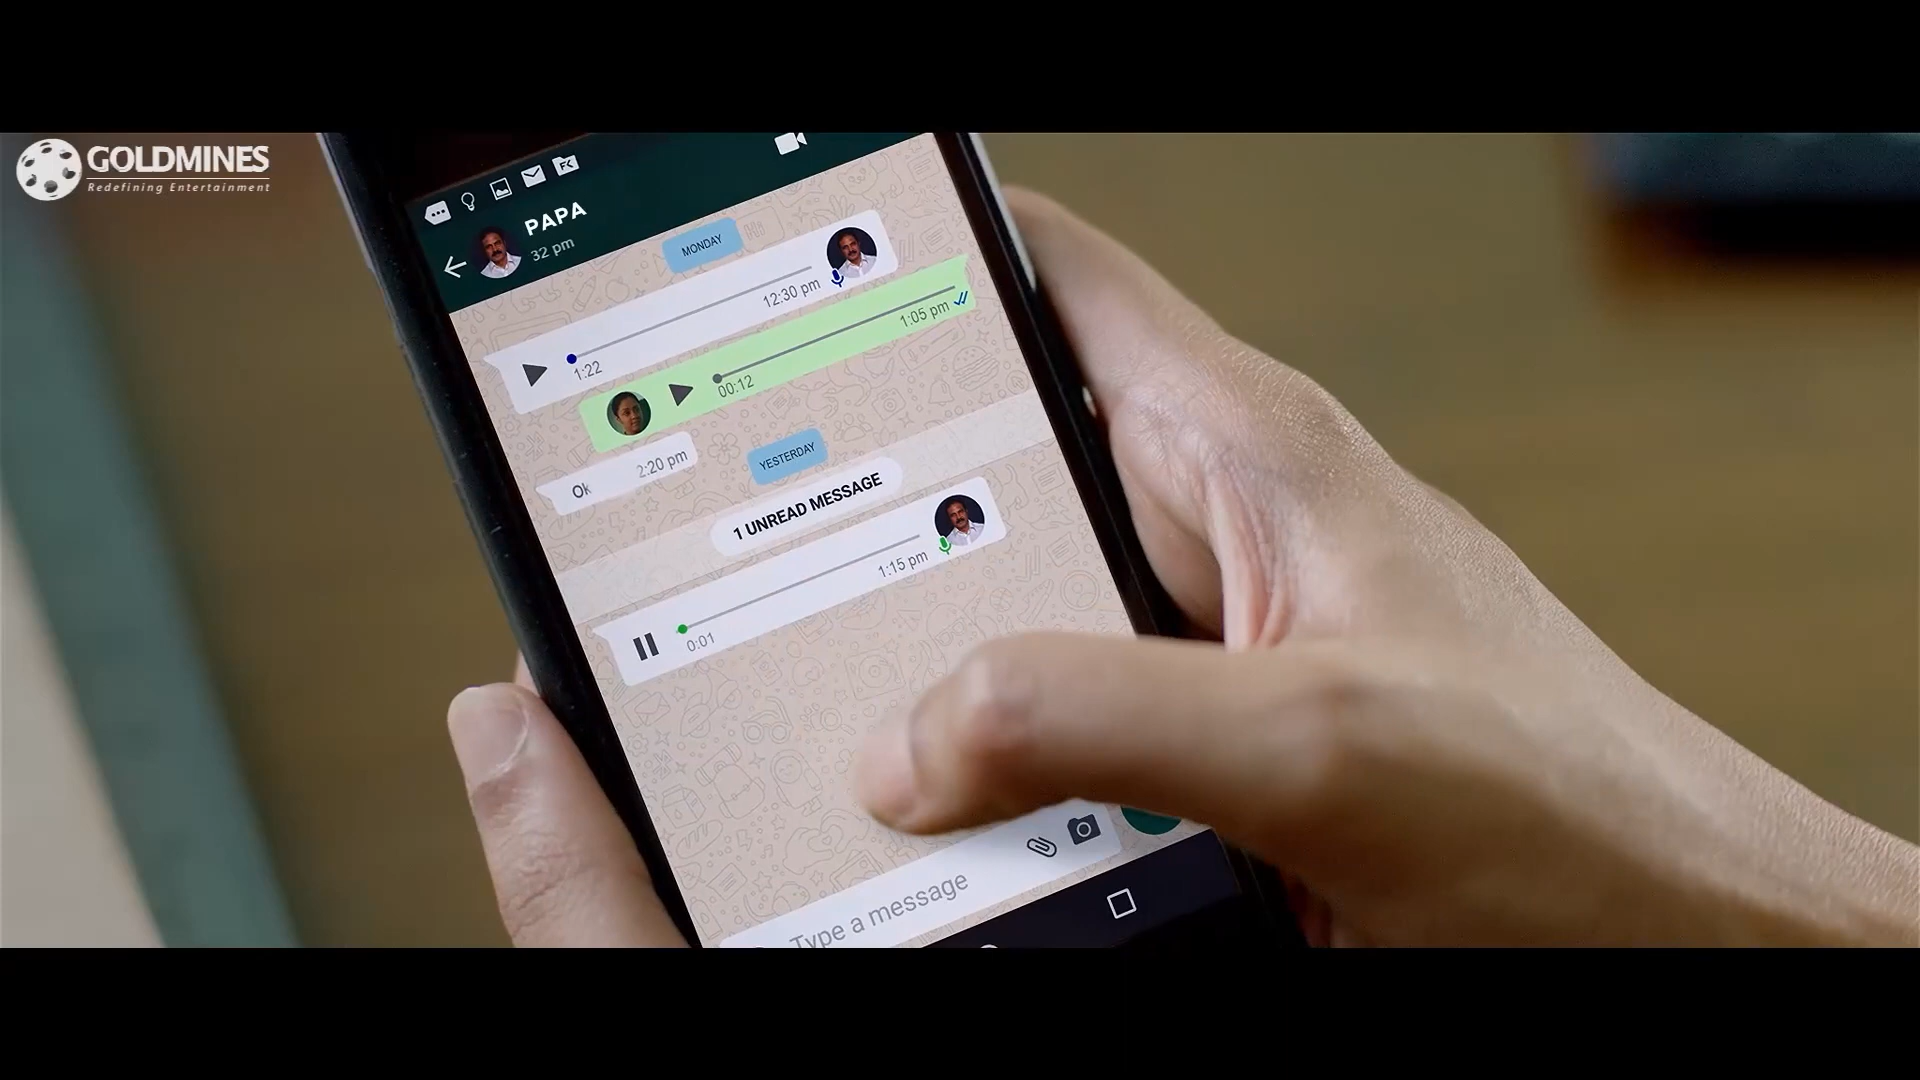 GOLDMINES
Redefining Entertainment
PAPA
32 pm
MONDAY
12:30 pm
1:22
1:05 pm
00:12
Ok 2:20 pm
YESTERDAY
1 UNREAD MESSAGE
1:15 pm
0:01
Type a message